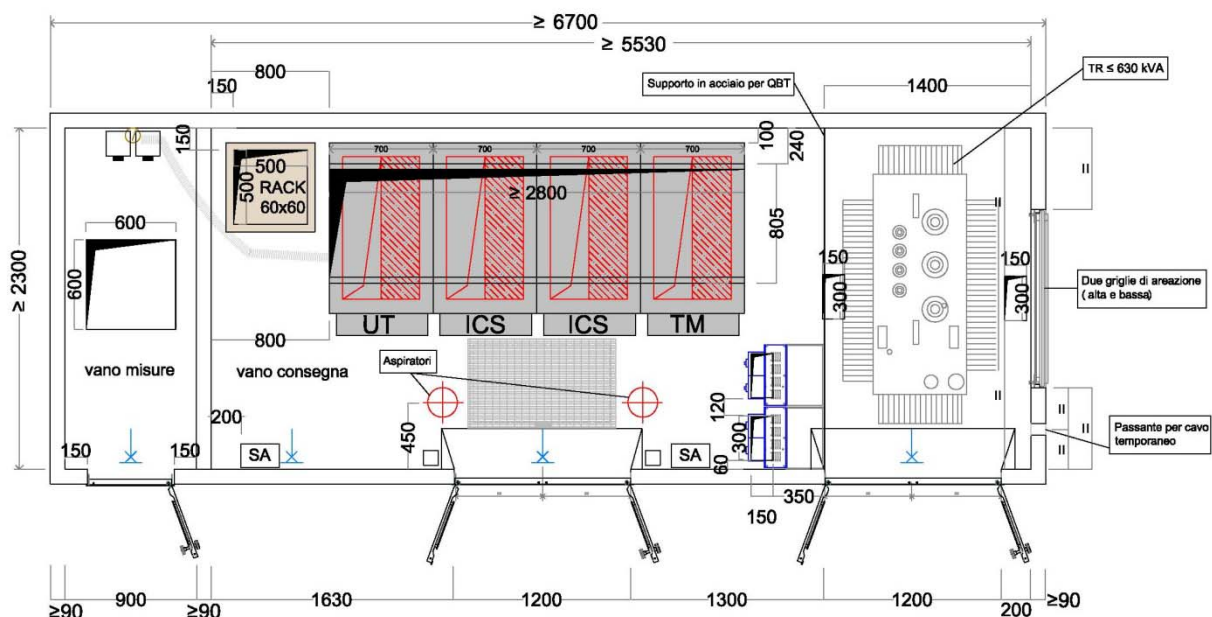 ≥ 6700
≥ 5530
800
150
Supporto in acciaio per QBT
1400
TR ≤ 630 kVA
150
100
240
700
700
700
700
500
500
RACK
60x60
≥ 2800
805
600
600
≥ 2300
150
300
150
300
=
=
=
Due griglie di areazione
( alta e bassa)
UT
ICS
ICS
TM
800
vano misure
vano consegna
Aspiratori
200
450
120
300
60
=
=
=
=
Passante per cavo
temporaneo
150
150
SA
SA
350
150
≥90
900
≥90
1630
1200
1300
1200
200
≥90